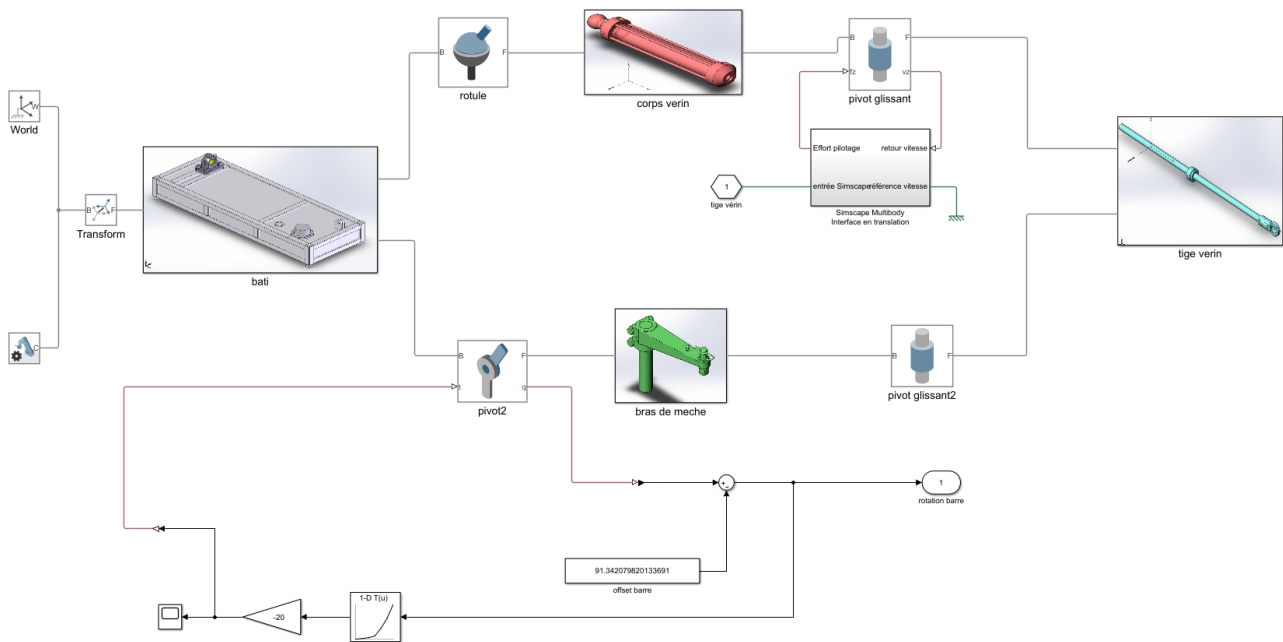 B
F
rotule
corps verin
B
F
fz
vz
pivot glissant
W
World
Effort pilotage
retour vitesse
entrée Simscape
référence vitesse
1
tige vérin
Simscape Multibody
Interface en translation
B
F
Transform
bati
tige verin
C
B
F
t
q
pivot2
bras de meche
B
F
pivot glissant2
+
-
1
rotation barre
91.342079820133691
offset barre
1-D T(u)
-20